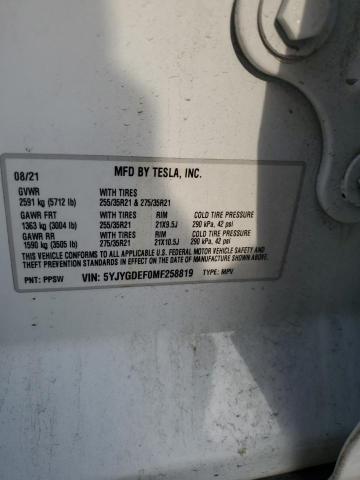 08/21 MFD BY TESLA, INC.
GVWR WITH TIRES
2591 kg (5712 lb) 255/35R21 & 275/35R21
GAWR FRT WITH TIRES RIM COLD TIRE PRESSURE
1363 kg (3004 lb) 255/35R21 21X9.5J 290 kPa, 42 psi
GAWR RR WITH TIRES RIM COLD TIRE PRESSURE
1590 kg (3505 lb) 275/35R21 21X10.5J 290 kPa, 42 psi
THIS VEHICLE CONFORMS TO ALL APPLICABLE U.S. FEDERAL MOTOR VEHICLE SAFETY AND
THEFT PREVENTION STANDARDS IN EFFECT ON THE DATE OF MANUFACTURE SHOWN ABOVE.
PNT: PPSW VIN: 5YJYGDEF0MF258819 TYPE: MPV